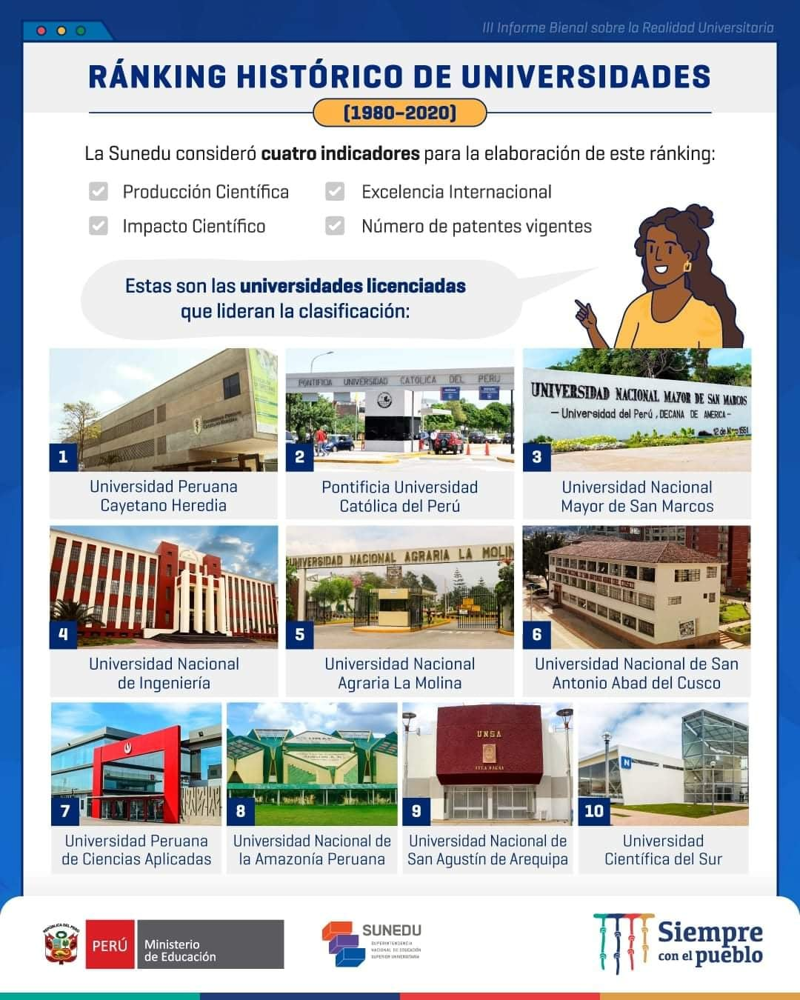 III Informe Bienal sobre la Realidad Universitaria
RÁNKING HISTÓRICO DE UNIVERSIDADES
(1980-2020)
La Sunedu consideró cuatro indicadores para la elaboración de este ránking:
Producción Científica
Excelencia Internacional
Impacto Científico
Número de patentes vigentes
Estas son las universidades licenciadas
que lideran la clasificación:
UNIVERSIDAD PERUANA
CAYETANO HEREDIA
1
Universidad Peruana
Cayetano Heredia
PONTIFICIA UNIVERSIDAD CATOLICA DEL PERU
2
Pontificia Universidad
Católica del Perú
UNIVERSIDAD NACIONAL MAYOR DE SAN MARCOS
- Universidad del Perú, DECANA DE AMERICA -
12 de Mayo 1551
3
Universidad Nacional
Mayor de San Marcos
4
Universidad Nacional
de Ingeniería
UNIVERSIDAD NACIONAL AGRARIA LA MOLIN
5
Universidad Nacional
Agraria La Molina
6
Universidad Nacional de San
Antonio Abad del Cusco
7
Universidad Peruana
de Ciencias Aplicadas
8
Universidad Nacional de
la Amazonía Peruana
UNSA
9
Universidad Nacional de
San Agustín de Arequipa
N
10
Universidad
Científica del Sur
REPÚBLICA DEL PERÚ
PERÚ
Ministerio
de Educación
SUNEDU
SUPERINTENDENCIA
NACIONAL DE EDUCACIÓN
SUPERIOR UNIVERSITARIA
Siempre
con el pueblo